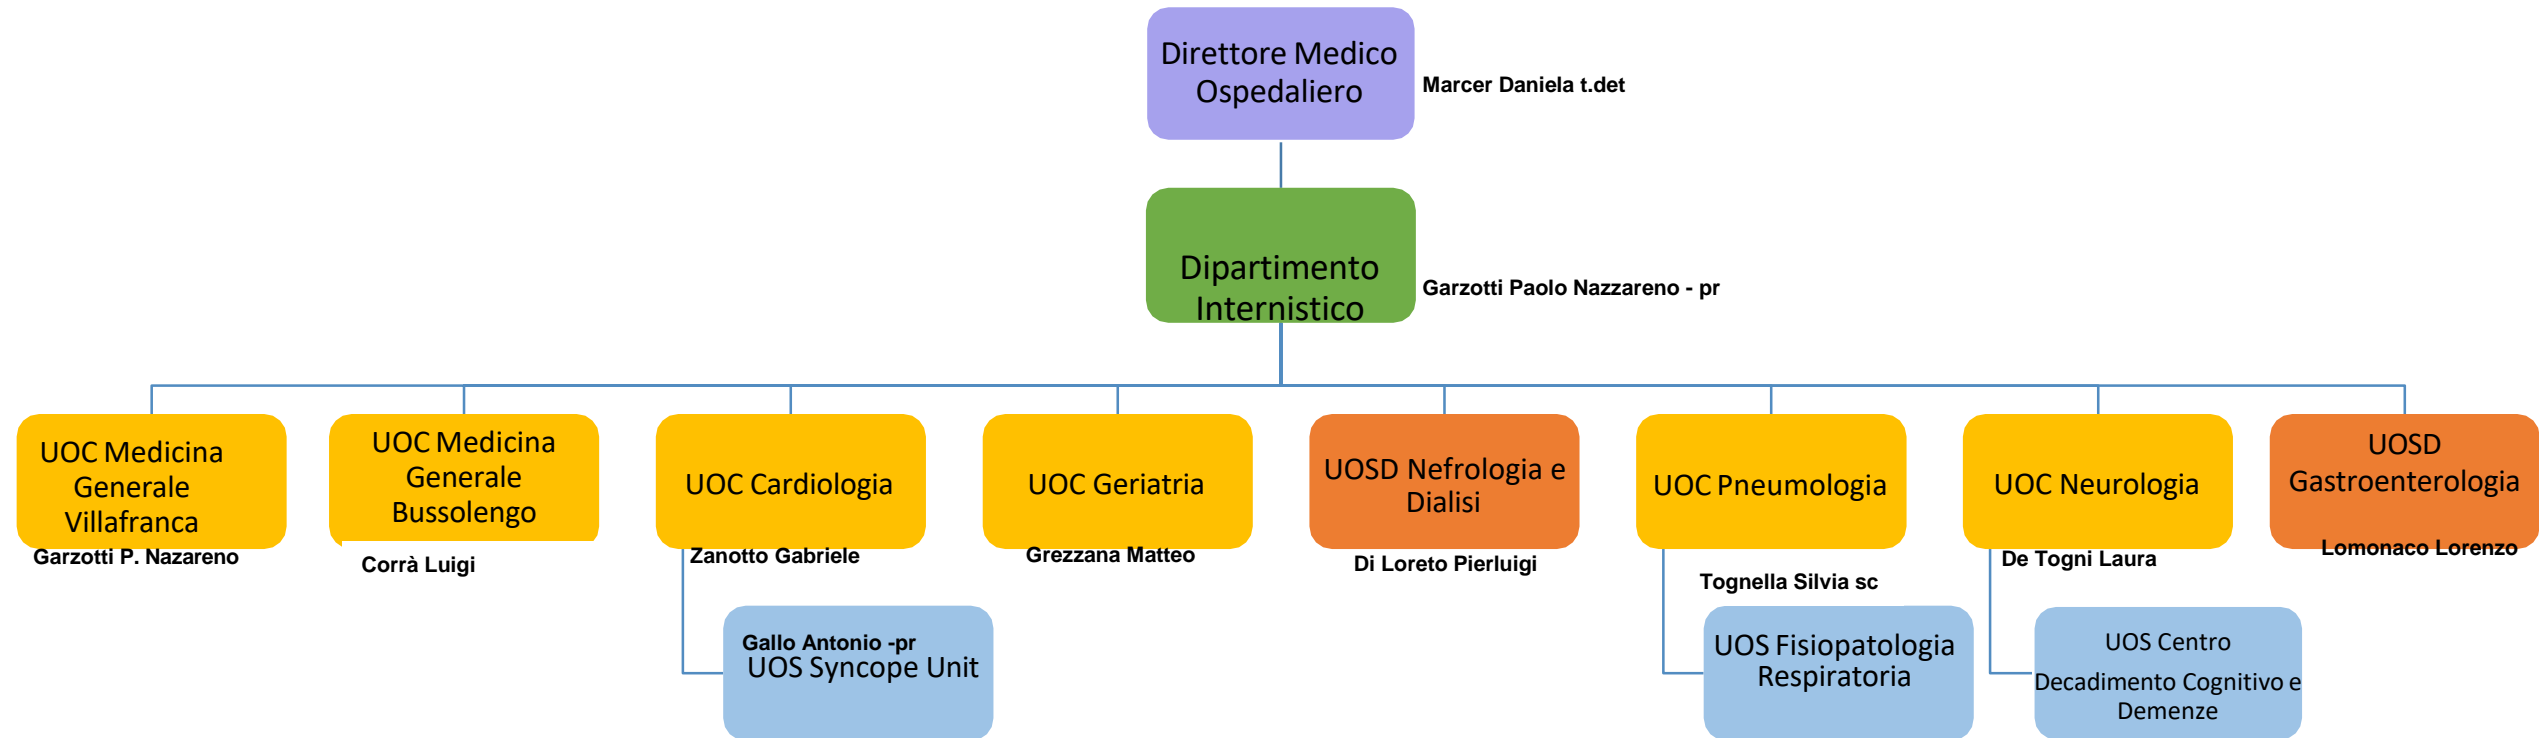 Direttore Medico
Ospedaliero
Marcer Daniela t.det
Dipartimento
Internistico
Garzotti Paolo Nazzareno - pr
UOC Medicina
Generale
Villafranca
Garzotti P. Nazareno
UOC Medicina
Generale
Bussolengo
Corrà Luigi
UOC Cardiologia
Zanotto Gabriele
Gallo Antonio -pr
UOS Syncope Unit
UOC Geriatria
Grezzana Matteo
UOSD Nefrologia e
Dialisi
Di Loreto Pierluigi
UOC Pneumologia
Tognella Silvia sc
UOS Fisiopatologia
Respiratoria
UOC Neurologia
De Togni Laura
UOS Centro
Decadimento Cognitivo e
Demenze
UOSD
Gastroenterologia
Lomonaco Lorenzo